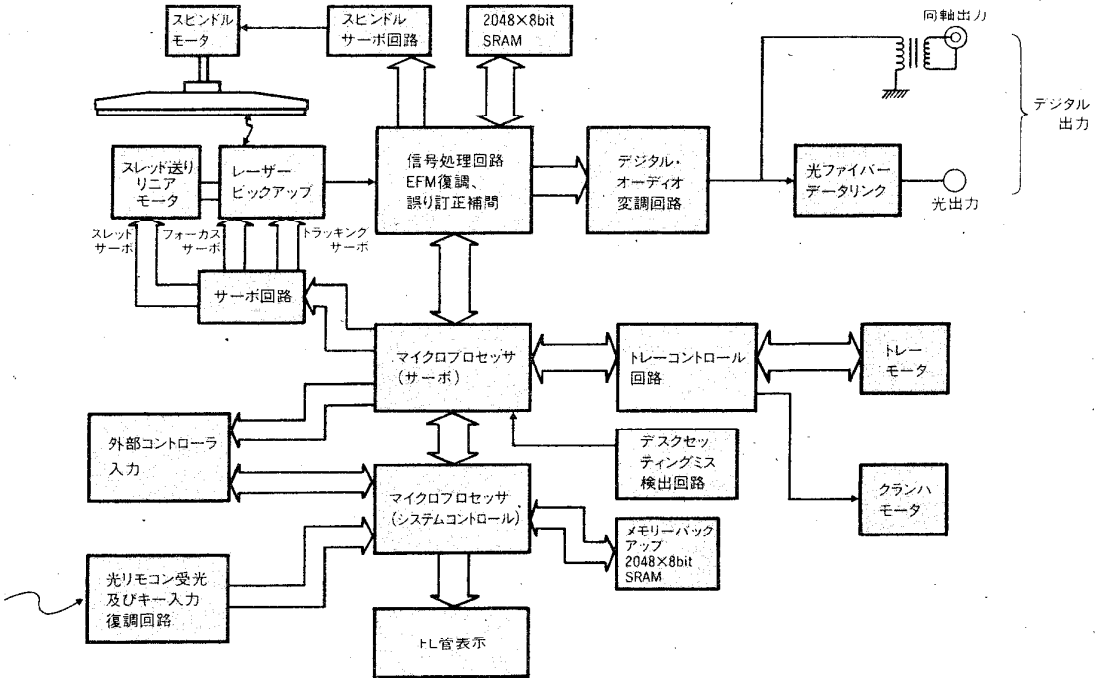 スピンドル
モータ
スピンドル
サーボ回路
2048×8bit
SRAM
同軸出力
デジタル
出力
スレッド送り
リニア
モータ
レーザー
ピックアップ
信号処理回路
EFM復調、
誤り訂正補間
デジタル・
オーディオ
変調回路
光ファイバー
データリンク
光出力
スレッド
サーボ
フォーカス
サーボ
トラッキング
サーボ
サーボ回路
マイクロプロセッサ
(サーボ)
トレーコントロール
回路
トレー
モータ
外部コントローラ
入力
デスクセッ
ティングミス
検出回路
マイクロプロセッサ
(システムコントロール)
クランハ
モータ
メモリーバック
アップ
2048×8bit
SRAM
光リモコン受光
及びキー入力
復調回路
FL管表示